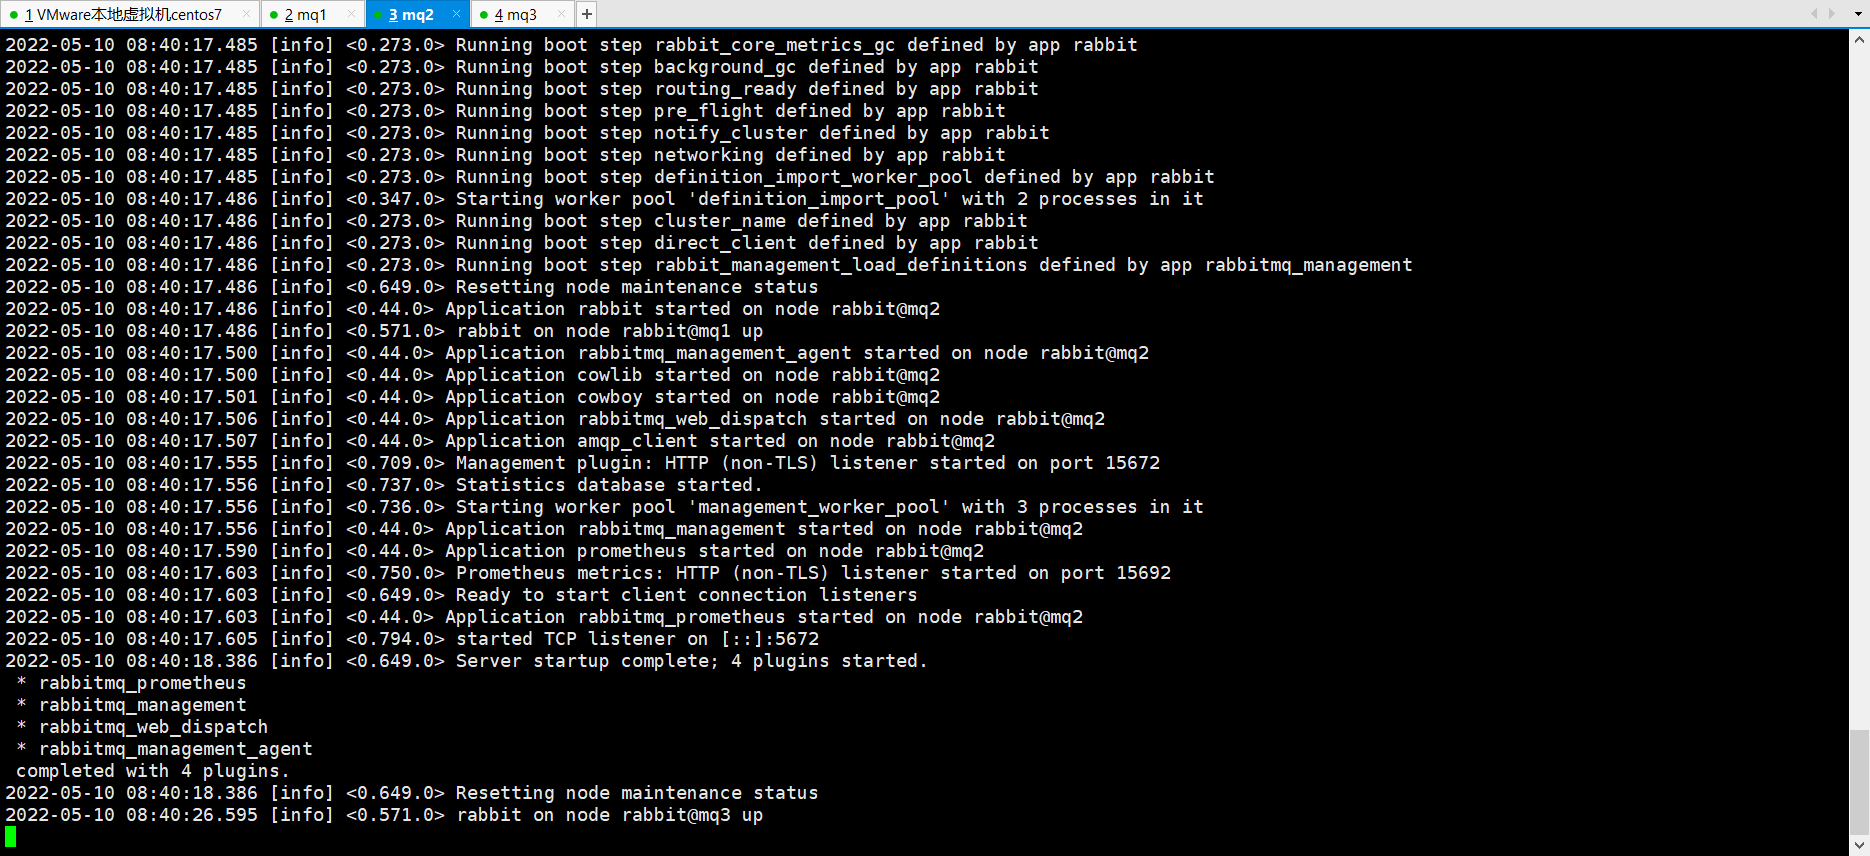 1 VMware本地虚拟机centos7 × 2 mq1 × 3 mq2 × 4 mq3 × +
2022-05-10 08:40:17.485 [info] <0.273.0> Running boot step rabbit_core_metrics_gc defined by app rabbit
2022-05-10 08:40:17.485 [info] <0.273.0> Running boot step background_gc defined by app rabbit
2022-05-10 08:40:17.485 [info] <0.273.0> Running boot step routing_ready defined by app rabbit
2022-05-10 08:40:17.485 [info] <0.273.0> Running boot step pre_flight defined by app rabbit
2022-05-10 08:40:17.485 [info] <0.273.0> Running boot step notify_cluster defined by app rabbit
2022-05-10 08:40:17.485 [info] <0.273.0> Running boot step networking defined by app rabbit
2022-05-10 08:40:17.485 [info] <0.273.0> Running boot step definition_import_worker_pool defined by app rabbit
2022-05-10 08:40:17.486 [info] <0.347.0> Starting worker pool 'definition_import_pool' with 2 processes in it
2022-05-10 08:40:17.486 [info] <0.273.0> Running boot step cluster_name defined by app rabbit
2022-05-10 08:40:17.486 [info] <0.273.0> Running boot step direct_client defined by app rabbit
2022-05-10 08:40:17.486 [info] <0.273.0> Running boot step rabbit_management_load_definitions defined by app rabbitmq_management
2022-05-10 08:40:17.486 [info] <0.649.0> Resetting node maintenance status
2022-05-10 08:40:17.486 [info] <0.44.0> Application rabbit started on node rabbit@mq2
2022-05-10 08:40:17.486 [info] <0.571.0> rabbit on node rabbit@mq1 up
2022-05-10 08:40:17.500 [info] <0.44.0> Application rabbitmq_management_agent started on node rabbit@mq2
2022-05-10 08:40:17.500 [info] <0.44.0> Application cowlib started on node rabbit@mq2
2022-05-10 08:40:17.501 [info] <0.44.0> Application cowboy started on node rabbit@mq2
2022-05-10 08:40:17.506 [info] <0.44.0> Application rabbitmq_web_dispatch started on node rabbit@mq2
2022-05-10 08:40:17.507 [info] <0.44.0> Application amqp_client started on node rabbit@mq2
2022-05-10 08:40:17.555 [info] <0.709.0> Management plugin: HTTP (non-TLS) listener started on port 15672
2022-05-10 08:40:17.556 [info] <0.737.0> Statistics database started.
2022-05-10 08:40:17.556 [info] <0.736.0> Starting worker pool 'management_worker_pool' with 3 processes in it
2022-05-10 08:40:17.556 [info] <0.44.0> Application rabbitmq_management started on node rabbit@mq2
2022-05-10 08:40:17.590 [info] <0.44.0> Application prometheus started on node rabbit@mq2
2022-05-10 08:40:17.603 [info] <0.750.0> Prometheus metrics: HTTP (non-TLS) listener started on port 15692
2022-05-10 08:40:17.603 [info] <0.649.0> Ready to start client connection listeners
2022-05-10 08:40:17.603 [info] <0.44.0> Application rabbitmq_prometheus started on node rabbit@mq2
2022-05-10 08:40:17.605 [info] <0.794.0> started TCP listener on [::]:5672
2022-05-10 08:40:18.386 [info] <0.649.0> Server startup complete; 4 plugins started.
* rabbitmq_prometheus
* rabbitmq_management
* rabbitmq_web_dispatch
* rabbitmq_management_agent
completed with 4 plugins.
2022-05-10 08:40:18.386 [info] <0.649.0> Resetting node maintenance status
2022-05-10 08:40:26.595 [info] <0.571.0> rabbit on node rabbit@mq3 up